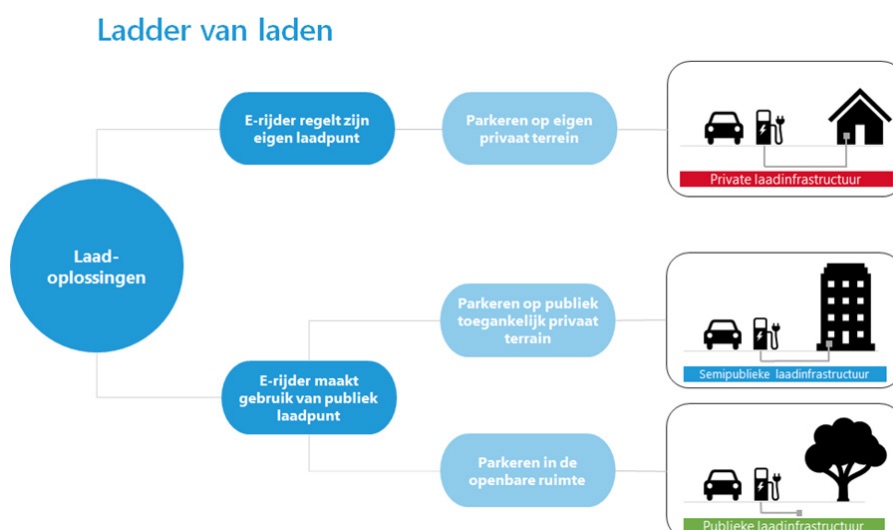 Ladder van laden
E-rijder regelt zijn
eigen laadpunt
Parkeren op eigen
privaat terrein
Private laadinfrastructuur
Laad-
oplossingen
Parkeren op publiek
toegankelijk privaat
terrain
Semipublieke laadinfrastructuur
E-rijder maakt
gebruik van publiek
laadpunt
Parkeren in de
openbare ruimte
Publieke laadinfrastructuur